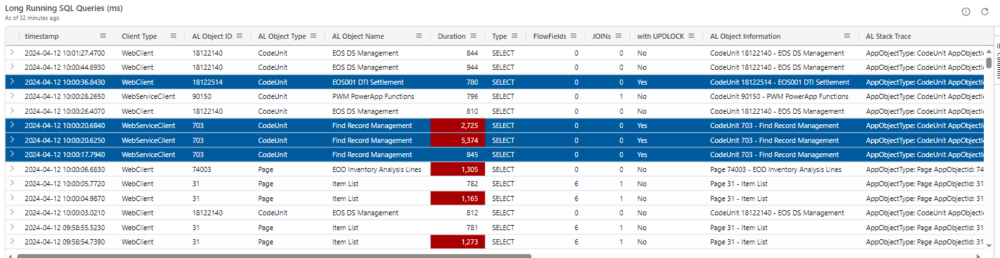 Long Running SQL Queries (ms)
As of 32 minutes ago
timestamp Client Type AL Object ID AL Object Type AL Object Name Duration Type FlowFields JOINs with UPDLOCK AL Object Information AL Stack Trace
2024-04-12 10:01:27.4700 WebClient 18122140 CodeUnit EOS DS Management 844 SELECT 0 0 No CodeUnit 18122140 - EOS DS Management AppObjectType: CodeUnit AppObjectId
2024-04-12 10:00:44.6930 WebClient 18122140 CodeUnit EOS DS Management 944 SELECT 0 0 No CodeUnit 18122140 - EOS DS Management AppObjectType: CodeUnit AppObjectId
2024-04-12 10:00:36.8430 WebClient 18122514 CodeUnit EOS001 DTI Settlement 780 SELECT 0 0 Yes CodeUnit 18122514 - EOS001 DTI Settlement AppObjectType: CodeUnit AppObjectId
2024-04-12 10:00:28.2650 WebServiceClient 90150 CodeUnit PWM PowerApp Functions 796 SELECT 0 1 No CodeUnit 90150 - PWM PowerApp Functions AppObjectType: CodeUnit AppObjectId
2024-04-12 10:00:26.4070 WebClient 18122140 CodeUnit EOS DS Management 810 SELECT 0 0 No CodeUnit 18122140 - EOS DS Management AppObjectType: CodeUnit AppObjectId
2024-04-12 10:00:20.6840 WebServiceClient 703 CodeUnit Find Record Management 2,725 SELECT 0 0 Yes CodeUnit 703 - Find Record Management AppObjectType: CodeUnit AppObjectId
2024-04-12 10:00:20.6250 WebServiceClient 703 CodeUnit Find Record Management 5,374 SELECT 0 0 Yes CodeUnit 703 - Find Record Management AppObjectType: CodeUnit AppObjectId
2024-04-12 10:00:17.7940 WebServiceClient 703 CodeUnit Find Record Management 845 SELECT 0 0 Yes CodeUnit 703 - Find Record Management AppObjectType: CodeUnit AppObjectId
2024-04-12 10:00:06.6830 WebClient 74003 Page EOD Inventory Analysis Lines 1,305 SELECT 0 0 No Page 74003 - EOD Inventory Analysis Lines AppObjectType: Page AppObjectId: 74
2024-04-12 10:00:05.7720 WebClient 31 Page Item List 782 SELECT 6 1 No Page 31 - Item List AppObjectType: Page AppObjectId: 31
2024-04-12 10:00:04.9870 WebClient 31 Page Item List 1,165 SELECT 6 1 No Page 31 - Item List AppObjectType: Page AppObjectId: 31
2024-04-12 10:00:03.0210 WebClient 18122140 CodeUnit EOS DS Management 812 SELECT 0 0 No CodeUnit 18122140 - EOS DS Management AppObjectType: CodeUnit AppObjectId
2024-04-12 09:58:55.5230 WebClient 31 Page Item List 781 SELECT 6 1 No Page 31 - Item List AppObjectType: Page AppObjectId: 31
2024-04-12 09:58:54.7390 WebClient 31 Page Item List 1,273 SELECT 6 1 No Page 31 - Item List AppObjectType: Page AppObjectId: 31